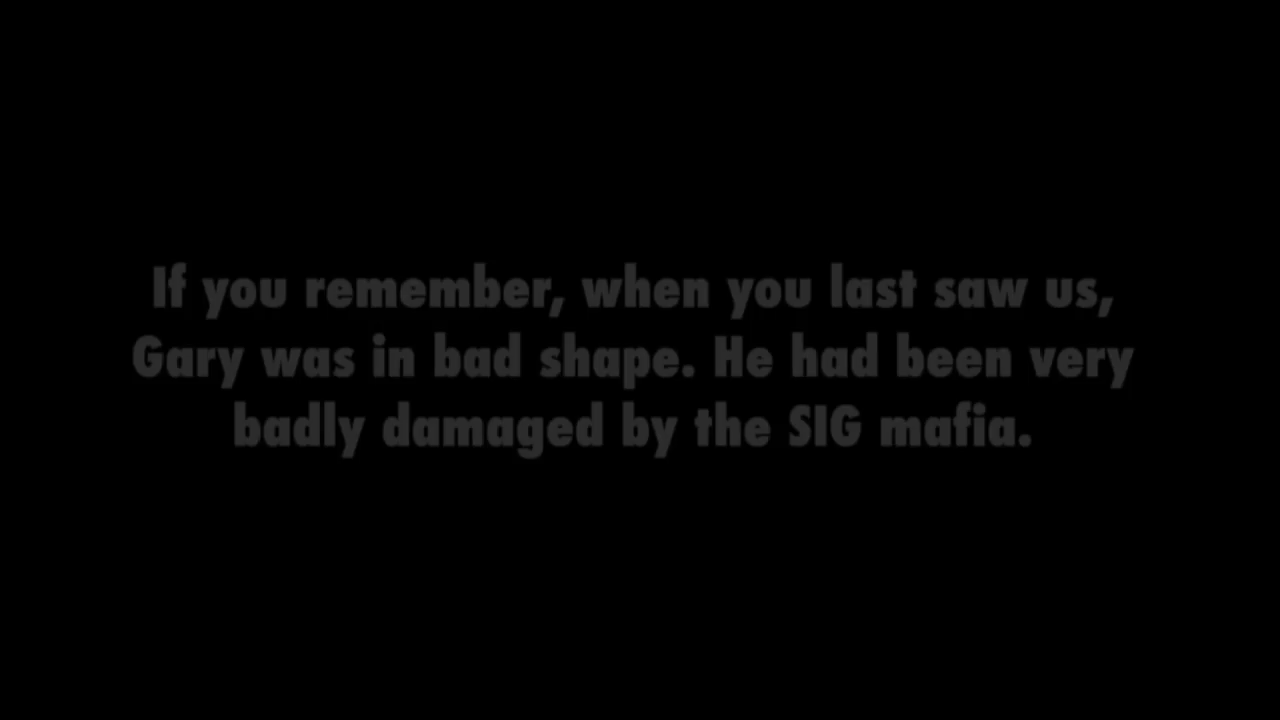 If you remember, when you last saw us,
Gary was in bad shape. He had been very
badly damaged by the SIG mafia.